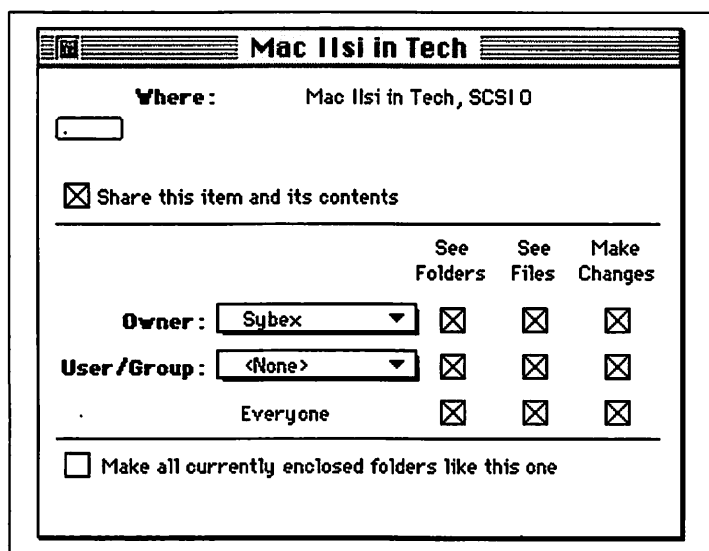 Mac IIsi in Tech
Where: Mac IIsi in Tech, SCSI 0
Share this item and its contents
See Folders See Files Make Changes
Owner: Sybex
User/Group: <None>
Everyone
Make all currently enclosed folders like this one